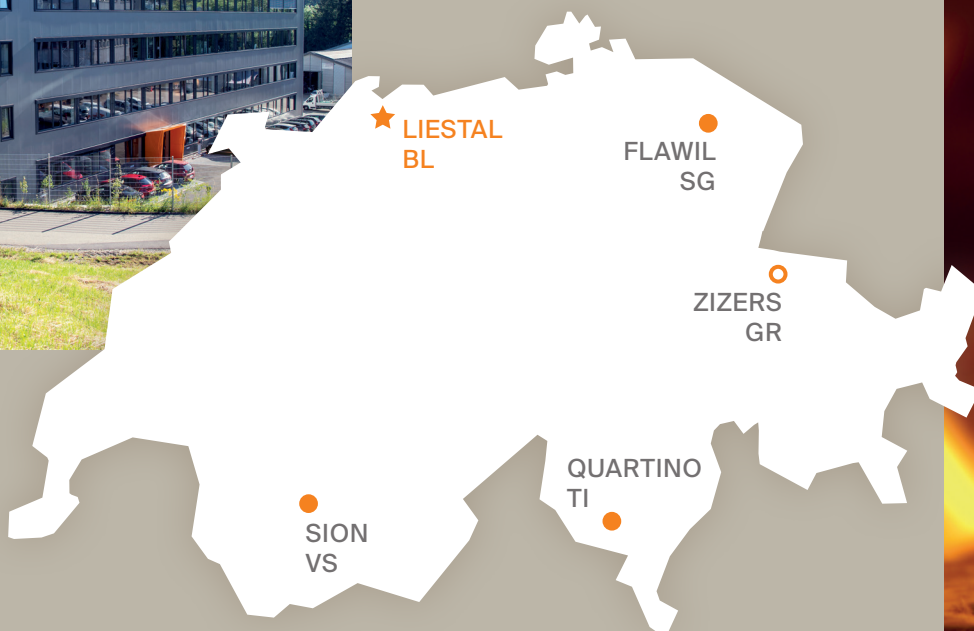 LIESTAL
BL
FLAWIL
SG
ZIZERS
GR
QUARTINO
TI
SION
VS